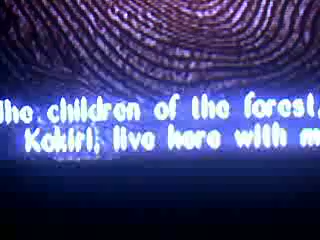 the children of the forest,
Kokiri, live here with m